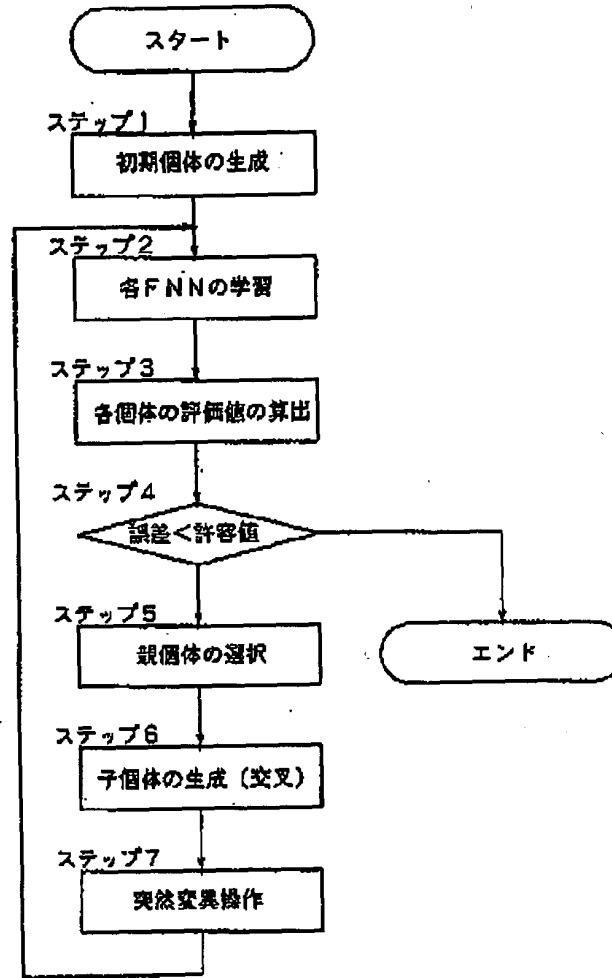 スタート
ステップ1
初期個体の生成
ステップ2
各FNNの学習
ステップ3
各個体の評価値の算出
ステップ4
誤差<許容値
ステップ5
親個体の選択
エンド
ステップ6
子個体の生成(交叉)
ステップ7
突然変異操作